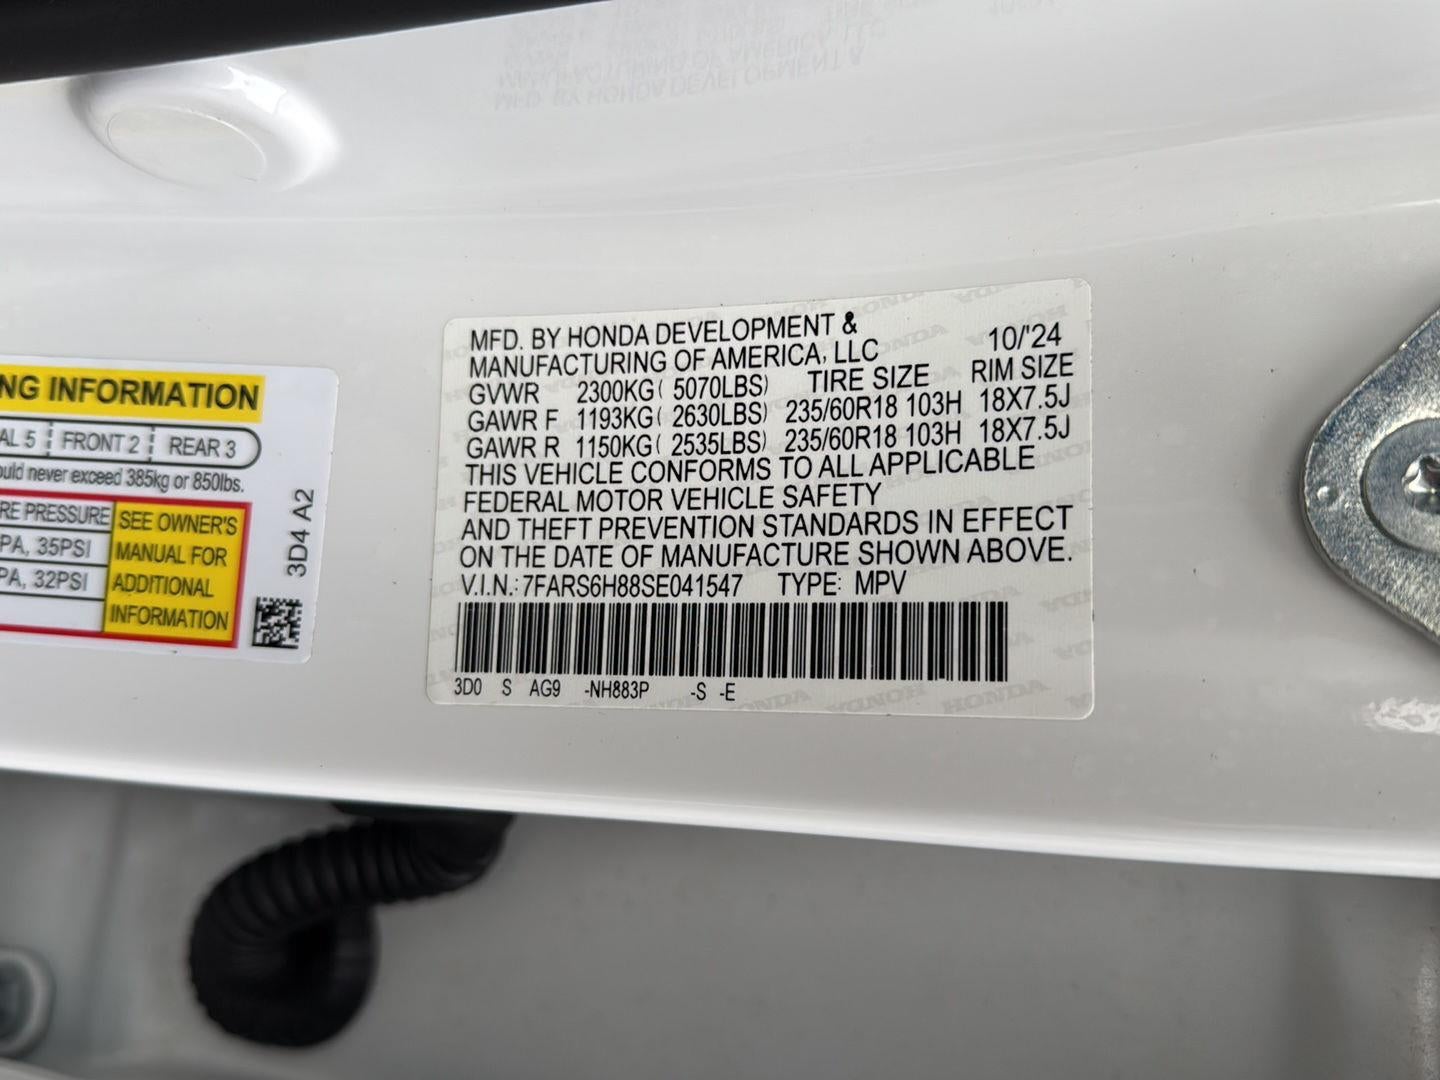 NG INFORMATION
AL 5 FRONT 2 REAR 3
ould never exceed 385kg or 850lbs.
RE PRESSURE
PA, 35PSI
PA, 32PSI
SEE OWNER'S
MANUAL FOR
ADDITIONAL
INFORMATION
3D4 A2
MFD. BY HONDA DEVELOPMENT &
MANUFACTURING OF AMERICA, LLC 10/'24
GVWR 2300KG( 5070LBS) TIRE SIZE RIM SIZE
GAWR F 1193KG( 2630LBS) 235/60R18 103H 18X7.5J
GAWR R 1150KG( 2535LBS) 235/60R18 103H 18X7.5J
THIS VEHICLE CONFORMS TO ALL APPLICABLE
FEDERAL MOTOR VEHICLE SAFETY
AND THEFT PREVENTION STANDARDS IN EFFECT
ON THE DATE OF MANUFACTURE SHOWN ABOVE.
V.I.N.: 7FARS6H88SE041547 TYPE: MPV
3D0 S AG9 -NH883P -S -E